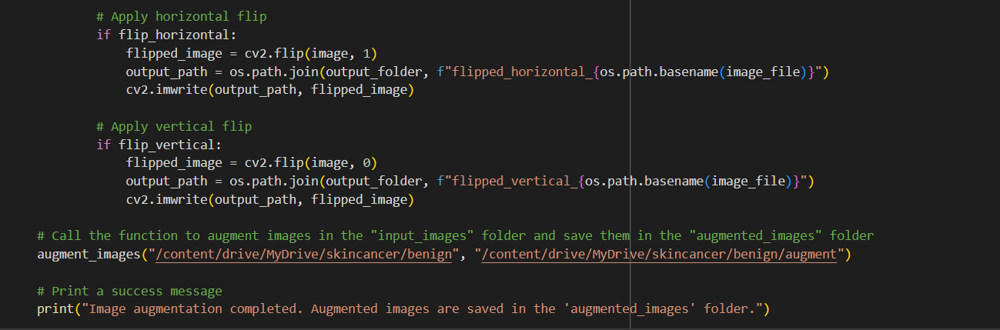 # Apply horizontal flip
if flip_horizontal:
flipped_image = cv2.flip(image, 1)
output_path = os.path.join(output_folder, f"flipped_horizontal_{os.path.basename(image_file)}")
cv2.imwrite(output_path, flipped_image)
# Apply vertical flip
if flip_vertical:
flipped_image = cv2.flip(image, 0)
output_path = os.path.join(output_folder, f"flipped_vertical_{os.path.basename(image_file)}")
cv2.imwrite(output_path, flipped_image)
# Call the function to augment images in the "input_images" folder and save them in the "augmented_images" folder
augment_images("/content/drive/MyDrive/skincancer/benign", "/content/drive/MyDrive/skincancer/benign/augment")
# Print a success message
print("Image augmentation completed. Augmented images are saved in the 'augmented_images' folder.")